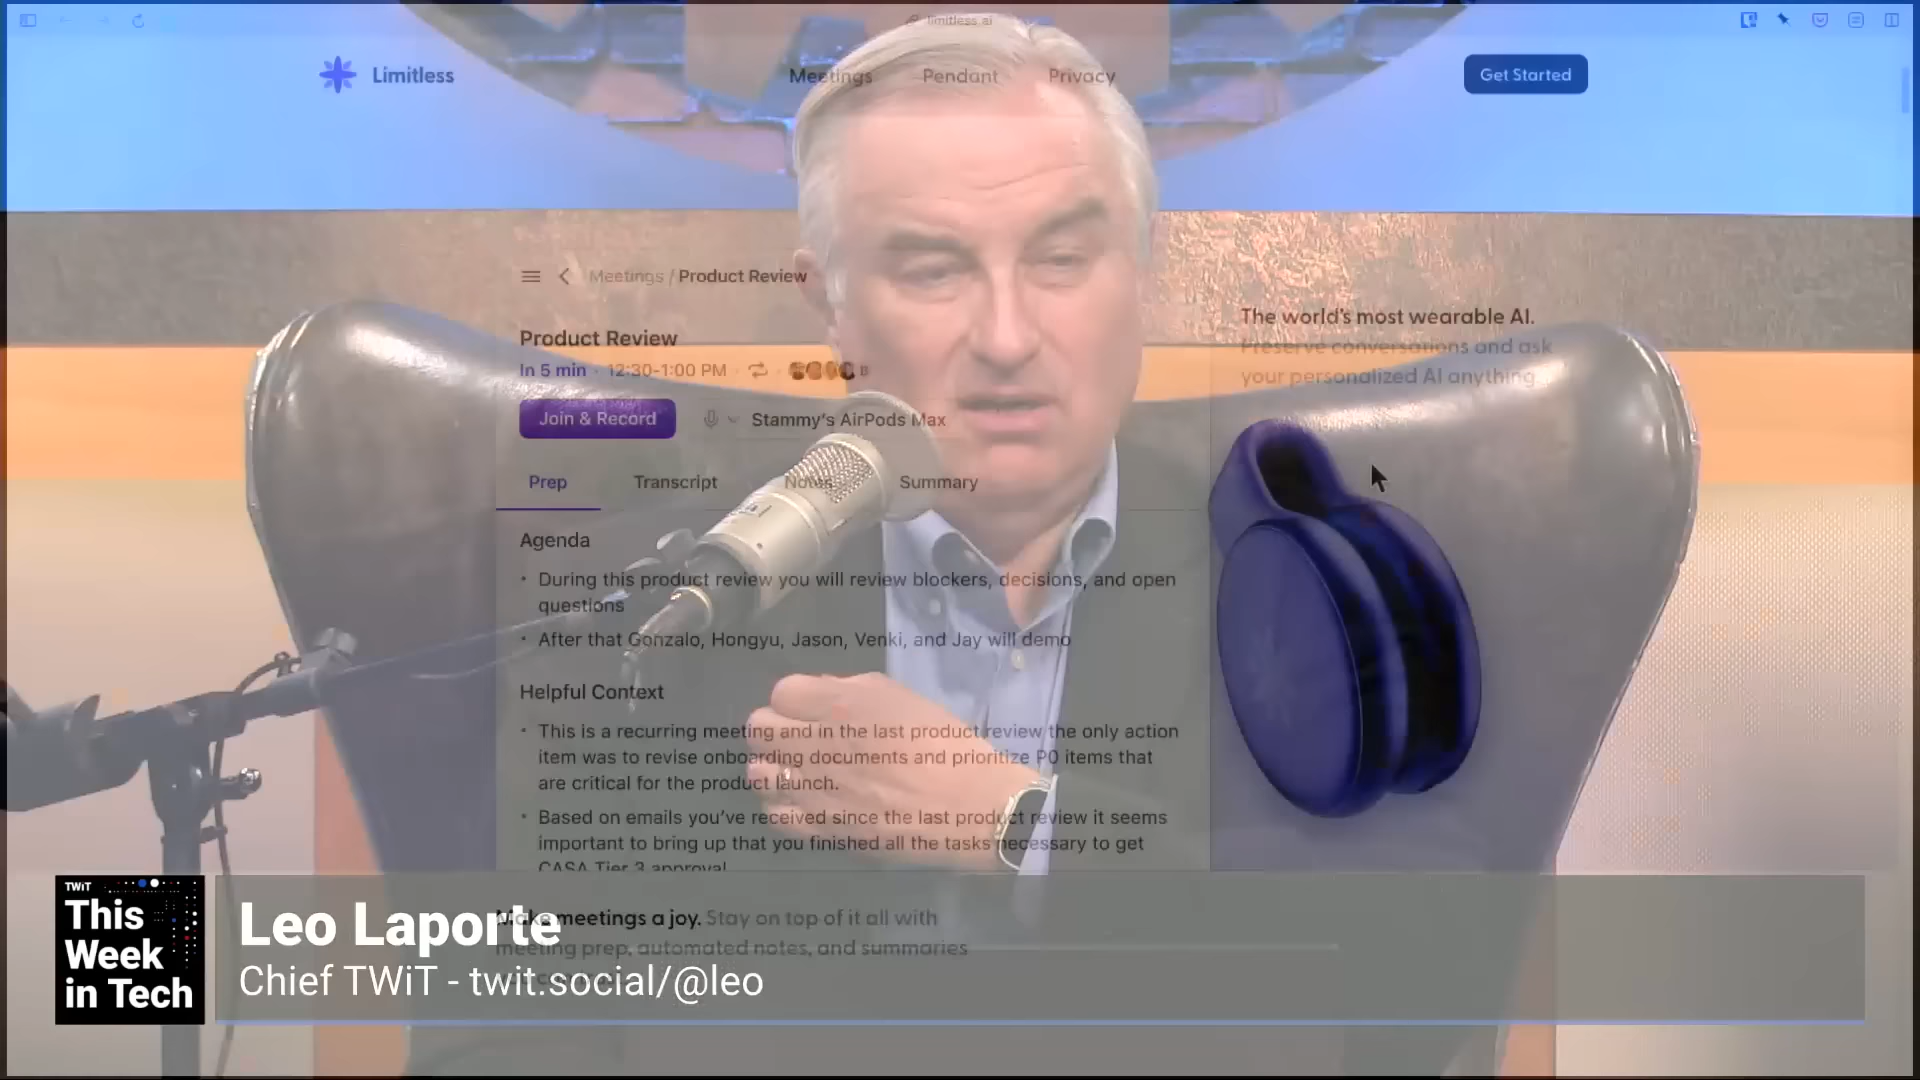 limitless.ai
Limitless
Meetings
Pendant
Privacy
Get Started
Meetings / Product Review
Product Review
In 5 min · 12:30-1:00 PM
8
Join & Record
Stammy's AirPods Max
Prep
Transcript
Notes
Summary
Agenda
• During this product review you will review blockers, decisions, and open
questions
• After that Gonzalo, Hongyu, Jason, Venki, and Jay will demo
Helpful Context
• This is a recurring meeting and in the last product review the only action
item was to revise onboarding documents and prioritize P0 items that
are critical for the product launch.
• Based on emails you've received since the last product review it seems
important to bring up that you finished all the tasks necessary to get
CASA Tier 3 approval
The world's most wearable AI.
Preserve conversations and ask
your personalized AI anything.
Make meetings a joy. Stay on top of it all with
meeting prep, automated notes, and summaries
TWiT
This
Week
in Tech
Leo Laporte
Chief TWiT - twit.social/@leo